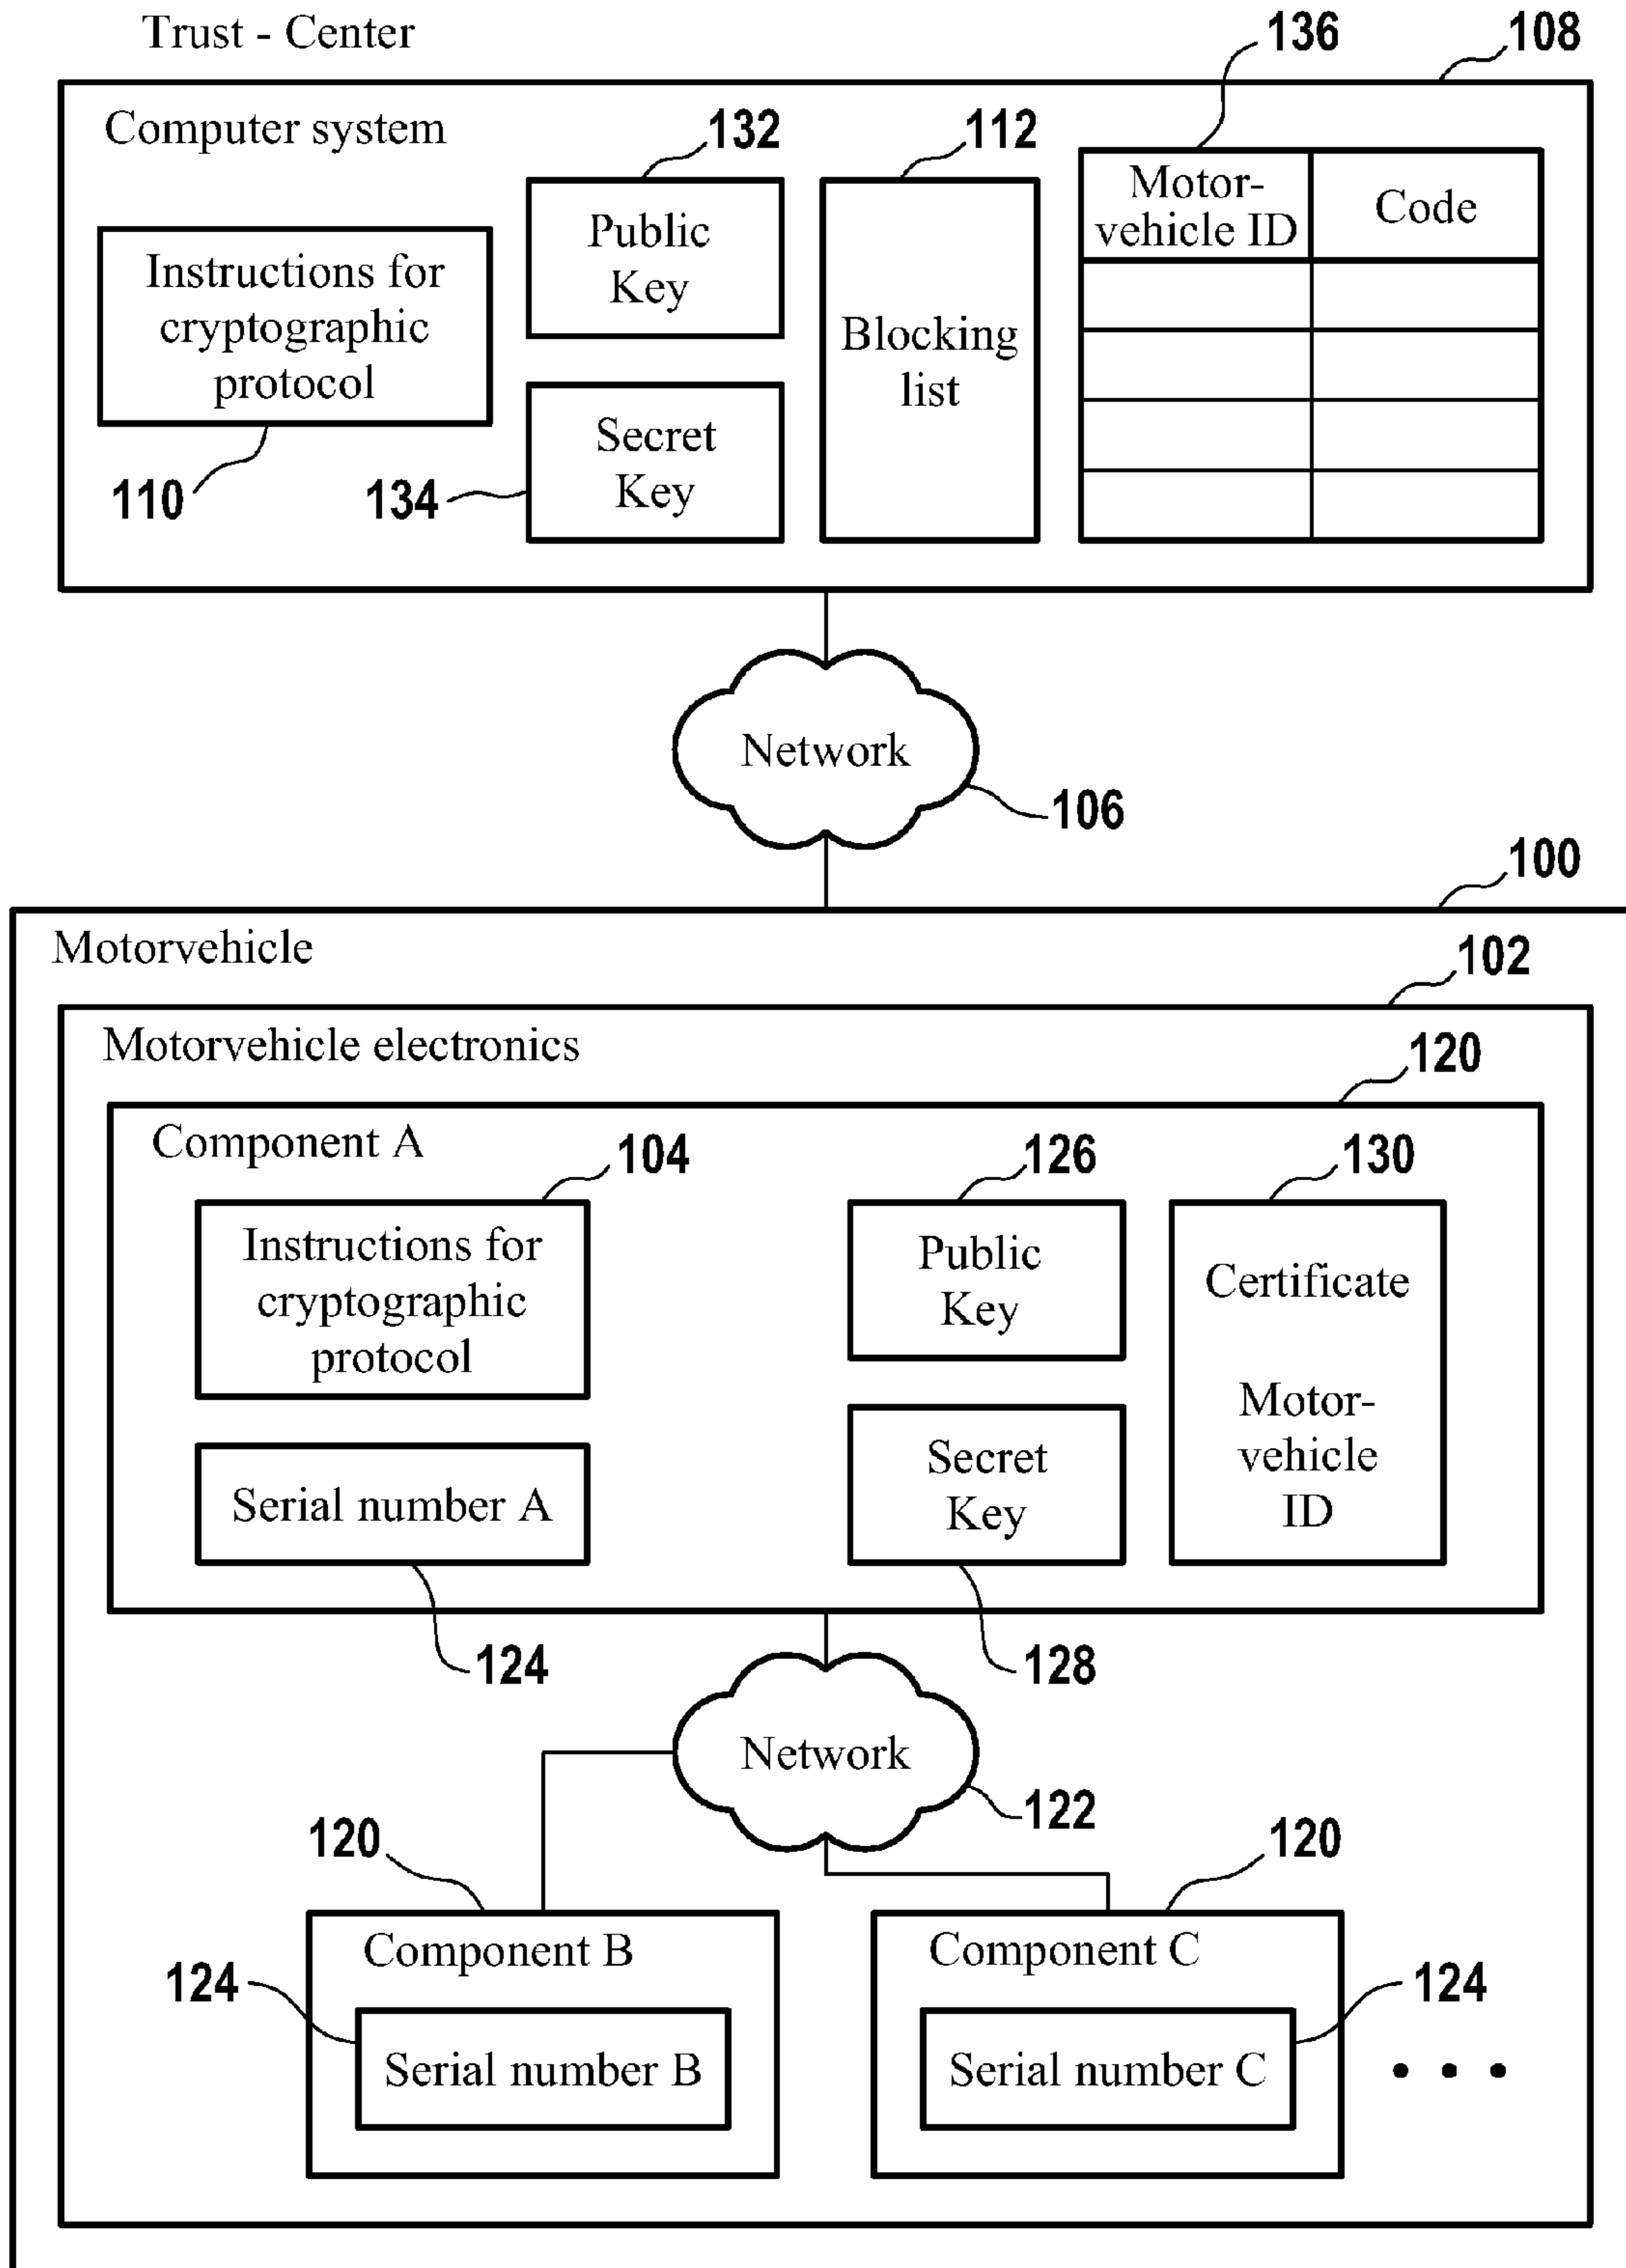 Trust - Center
136
108
Computer system
132
112
Motor-
vehicle ID
Code
Public
Key
Instructions for
cryptographic
protocol
Blocking
list
Secret
Key
110
134
Network
106
100
Motorvehicle
102
Motorvehicle electronics
120
Component A
104
126
130
Instructions for
cryptographic
protocol
Public
Key
Certificate
Motor-
vehicle
ID
Serial number A
Secret
Key
124
128
Network
122
120
120
Component B
Component C
124
124
Serial number B
Serial number C
• • •